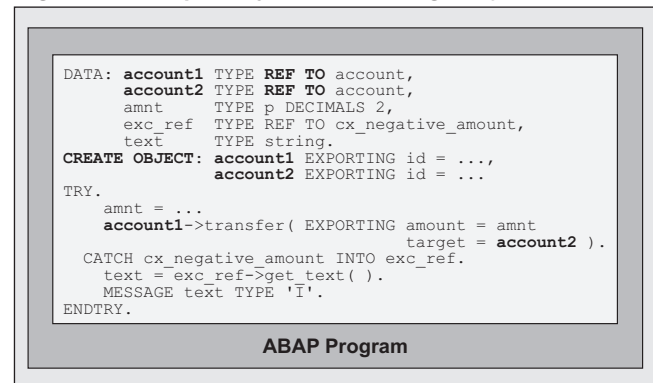 DATA: account1 TYPE REF TO account,
      account2 TYPE REF TO account,
      amnt     TYPE p DECIMALS 2,
      exc_ref  TYPE REF TO cx_negative_amount,
      text     TYPE string.
CREATE OBJECT: account1 EXPORTING id = ...,
               account2 EXPORTING id = ...
TRY.
    amnt = ...
    account1->transfer( EXPORTING amount = amnt
                                  target = account2 ).
  CATCH cx_negative_amount INTO exc_ref.
    text = exc_ref->get_text( ).
    MESSAGE text TYPE 'I'.
ENDTRY.
ABAP Program